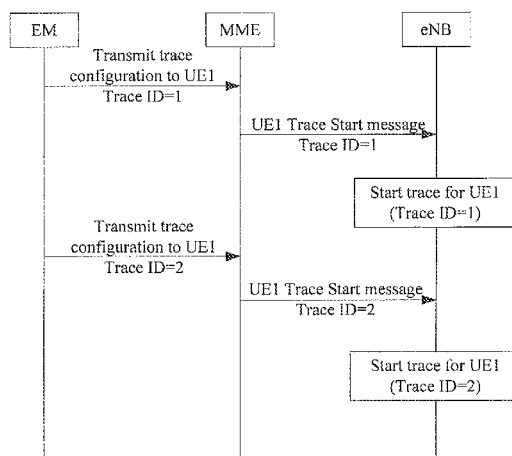 EM
MME
eNB
Transmit trace
configuration to UE1
Trace ID=1
UE1 Trace Start message
Trace ID=1
Start trace for UE1
(Trace ID=1)
Transmit trace
configuration to UE1
Trace ID=2
UE1 Trace Start message
Trace ID=2
Start trace for UE1
(Trace ID=2)